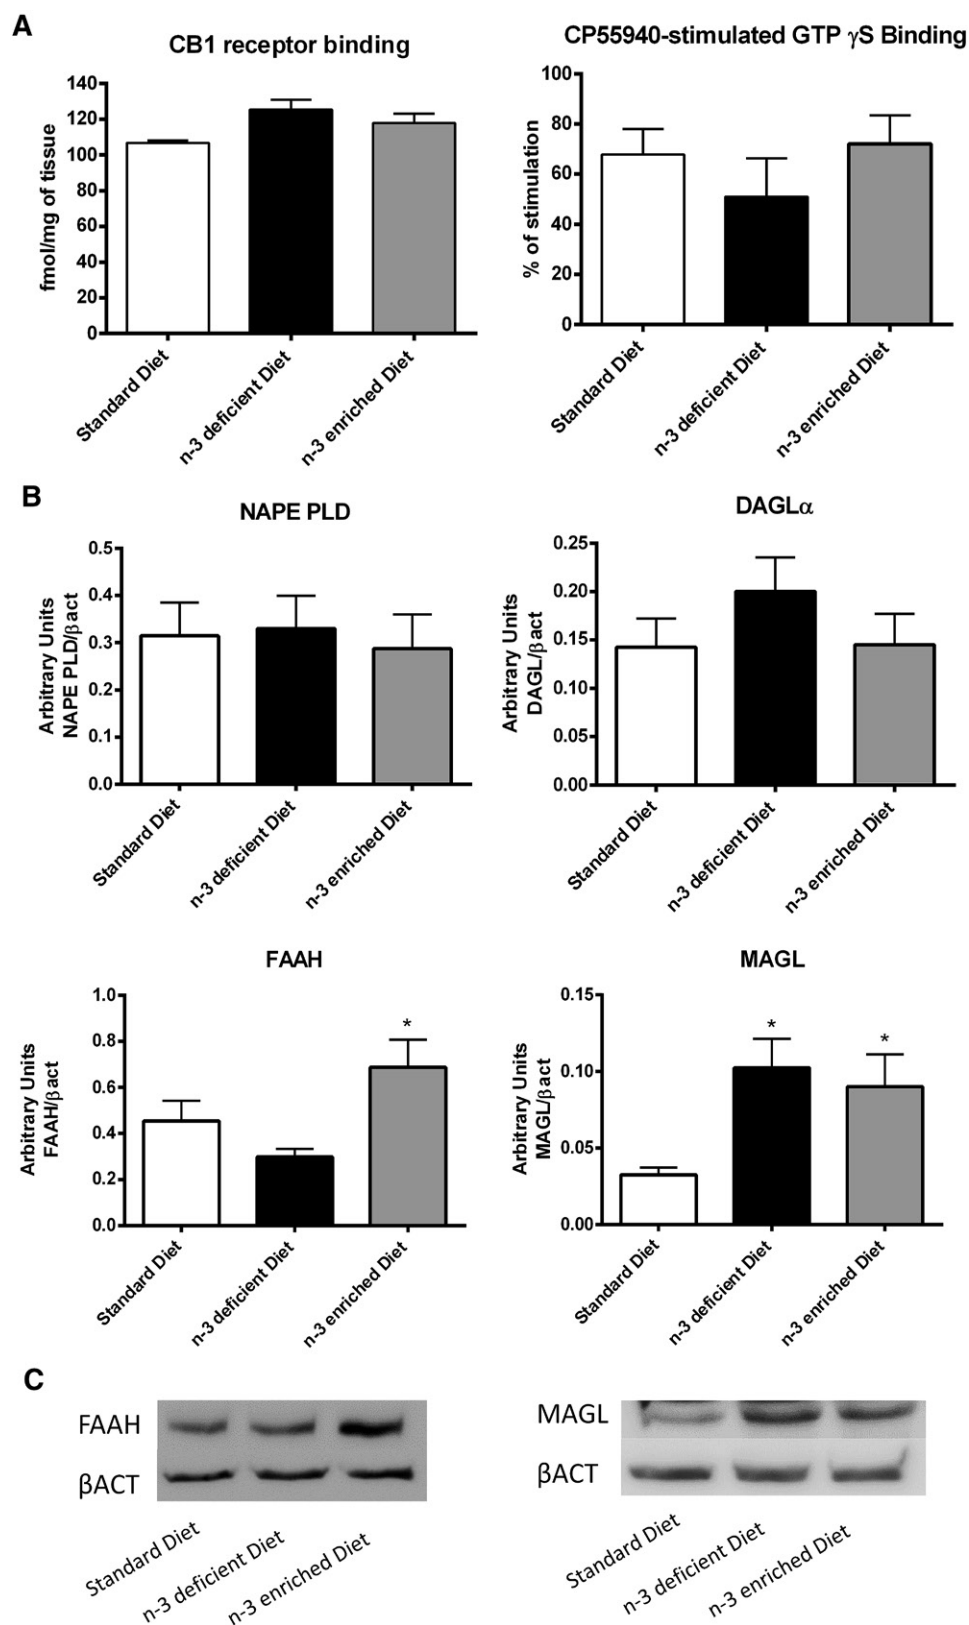 A
CB1 receptor binding
CP55940-stimulated GTP γS Binding
fmol/mg of tissue
140
120
100
80
60
40
20
0
Standard Diet
n-3 deficient Diet
n-3 enriched Diet
% of stimulation
100
80
60
40
20
0
Standard Diet
n-3 deficient Diet
n-3 enriched Diet
B
NAPE PLD
Arbitrary Units
NAPE PLD/βact
0.5
0.4
0.3
0.2
0.1
0.0
Standard Diet
n-3 deficient Diet
n-3 enriched Diet
DAGLα
Arbitrary Units
DAGL/βact
0.25
0.20
0.15
0.10
0.05
0.00
Standard Diet
n-3 deficient Diet
n-3 enriched Diet
FAAH
Arbitrary Units
FAAH/βact
1.0
0.8
0.6
0.4
0.2
0.0
*
Standard Diet
n-3 deficient Diet
n-3 enriched Diet
MAGL
Arbitrary Units
MAGL/βact
0.15
0.10
0.05
0.00
*
*
Standard Diet
n-3 deficient Diet
n-3 enriched Diet
C
FAAH
βACT
Standard Diet
n-3 deficient Diet
n-3 enriched Diet
MAGL
βACT
Standard Diet
n-3 deficient Diet
n-3 enriched Diet